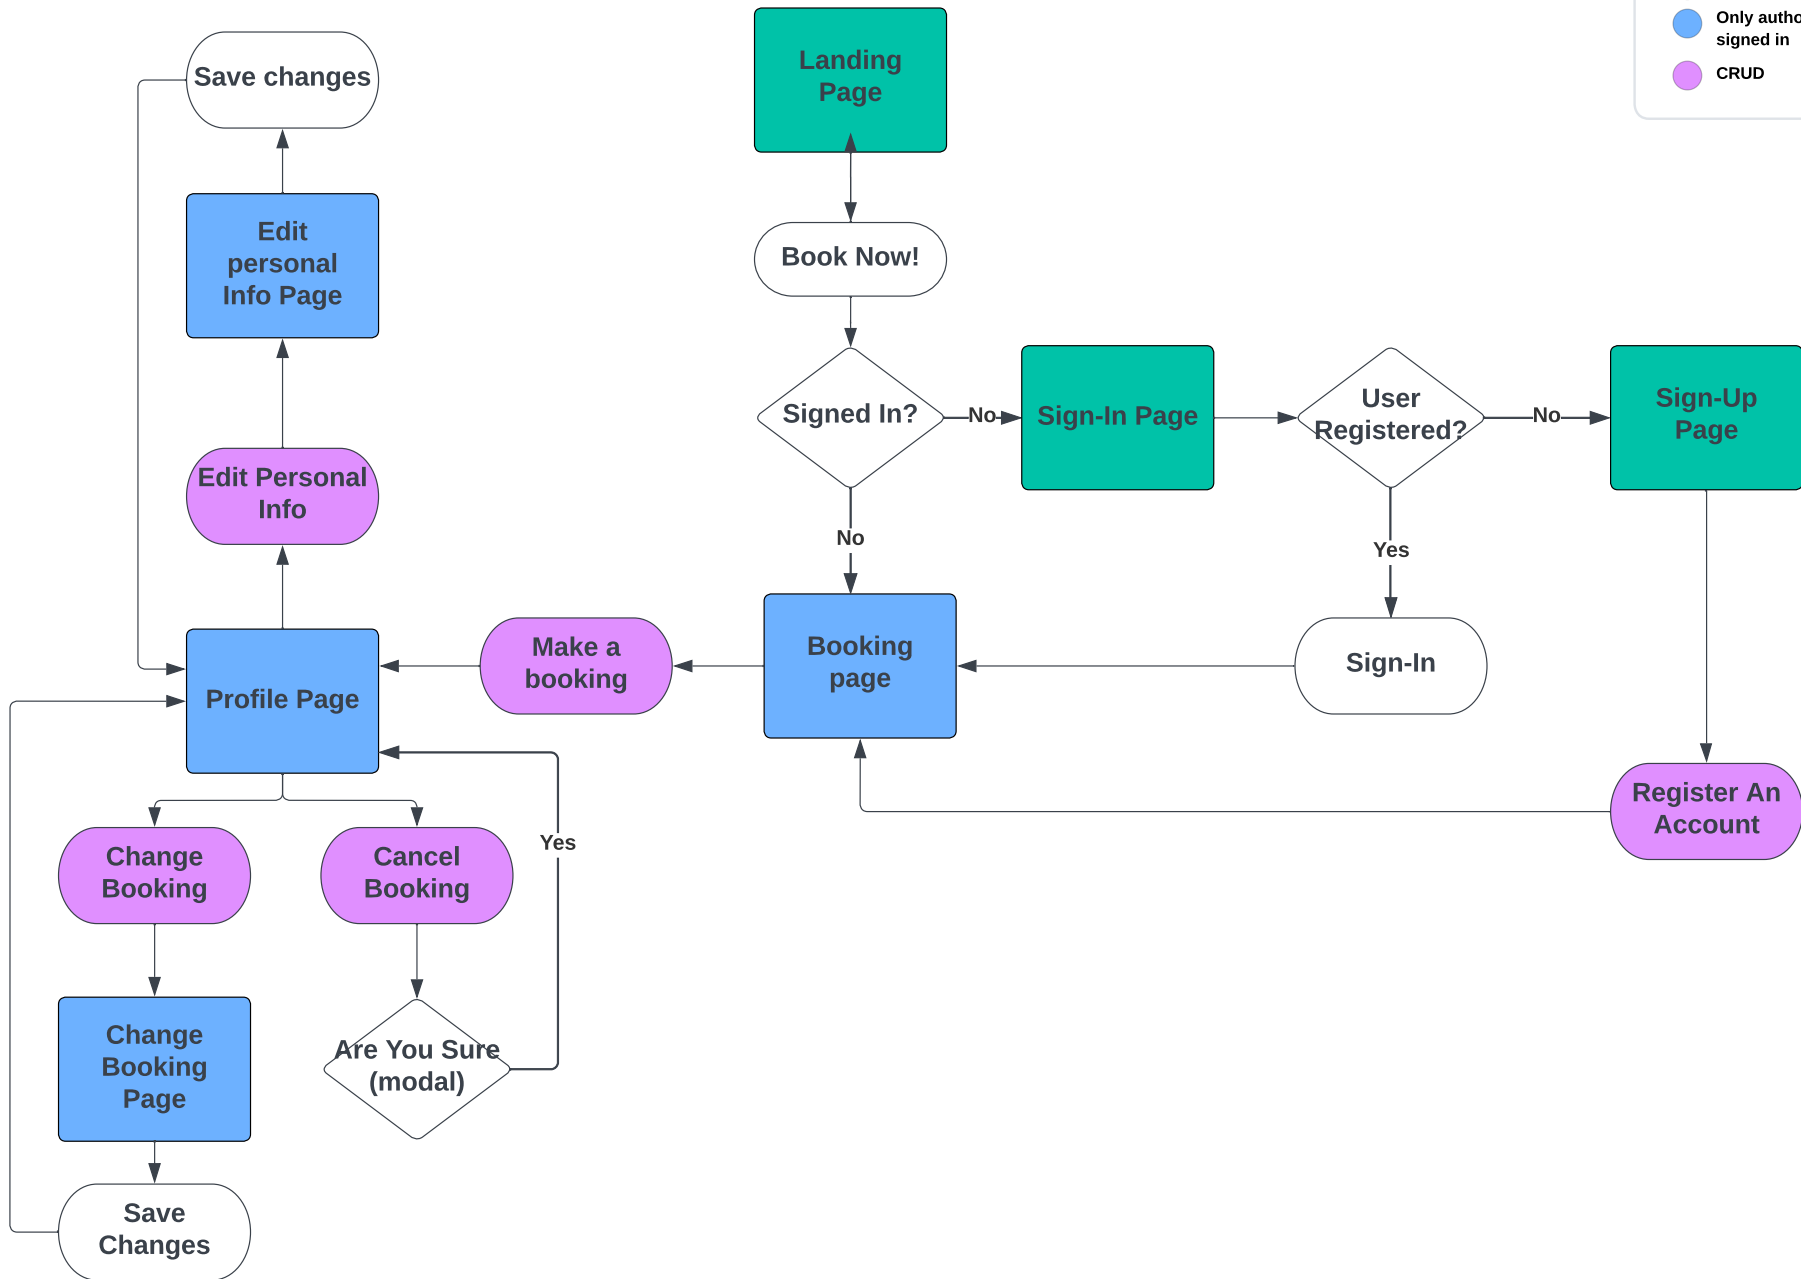 Only autho
signed in
CRUD
Save changes
Landing
Page
Edit
personal
Info Page
Book Now!
Signed In?
No
Sign-In Page
User
Registered?
No
Sign-Up
Page
Edit Personal
Info
No
Yes
Profile Page
Make a
booking
Booking
page
Sign-In
Register An
Account
Change
Booking
Cancel
Booking
Yes
Change
Booking
Page
Are You Sure
(modal)
Save
Changes